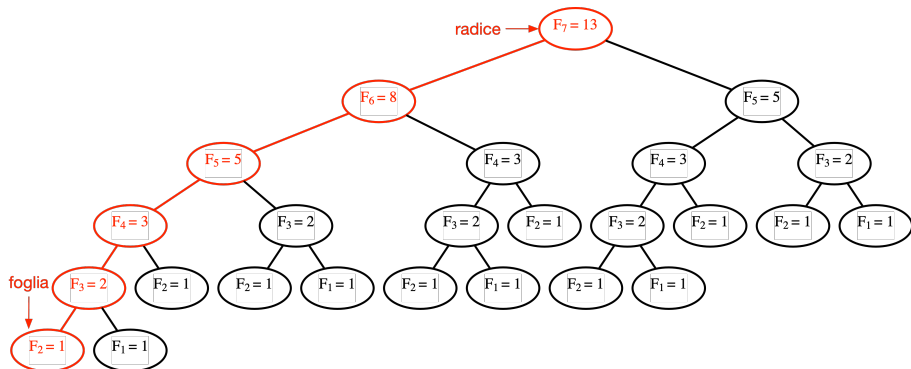 radice
F₇ = 13
F₆ = 8
F₅ = 5
F₅ = 5
F₄ = 3
F₄ = 3
F₃ = 2
F₄ = 3
F₃ = 2
F₃ = 2
F₂ = 1
F₃ = 2
F₂ = 1
F₂ = 1
F₁ = 1
foglia
F₃ = 2
F₂ = 1
F₂ = 1
F₁ = 1
F₂ = 1
F₁ = 1
F₂ = 1
F₁ = 1
F₂ = 1
F₁ = 1